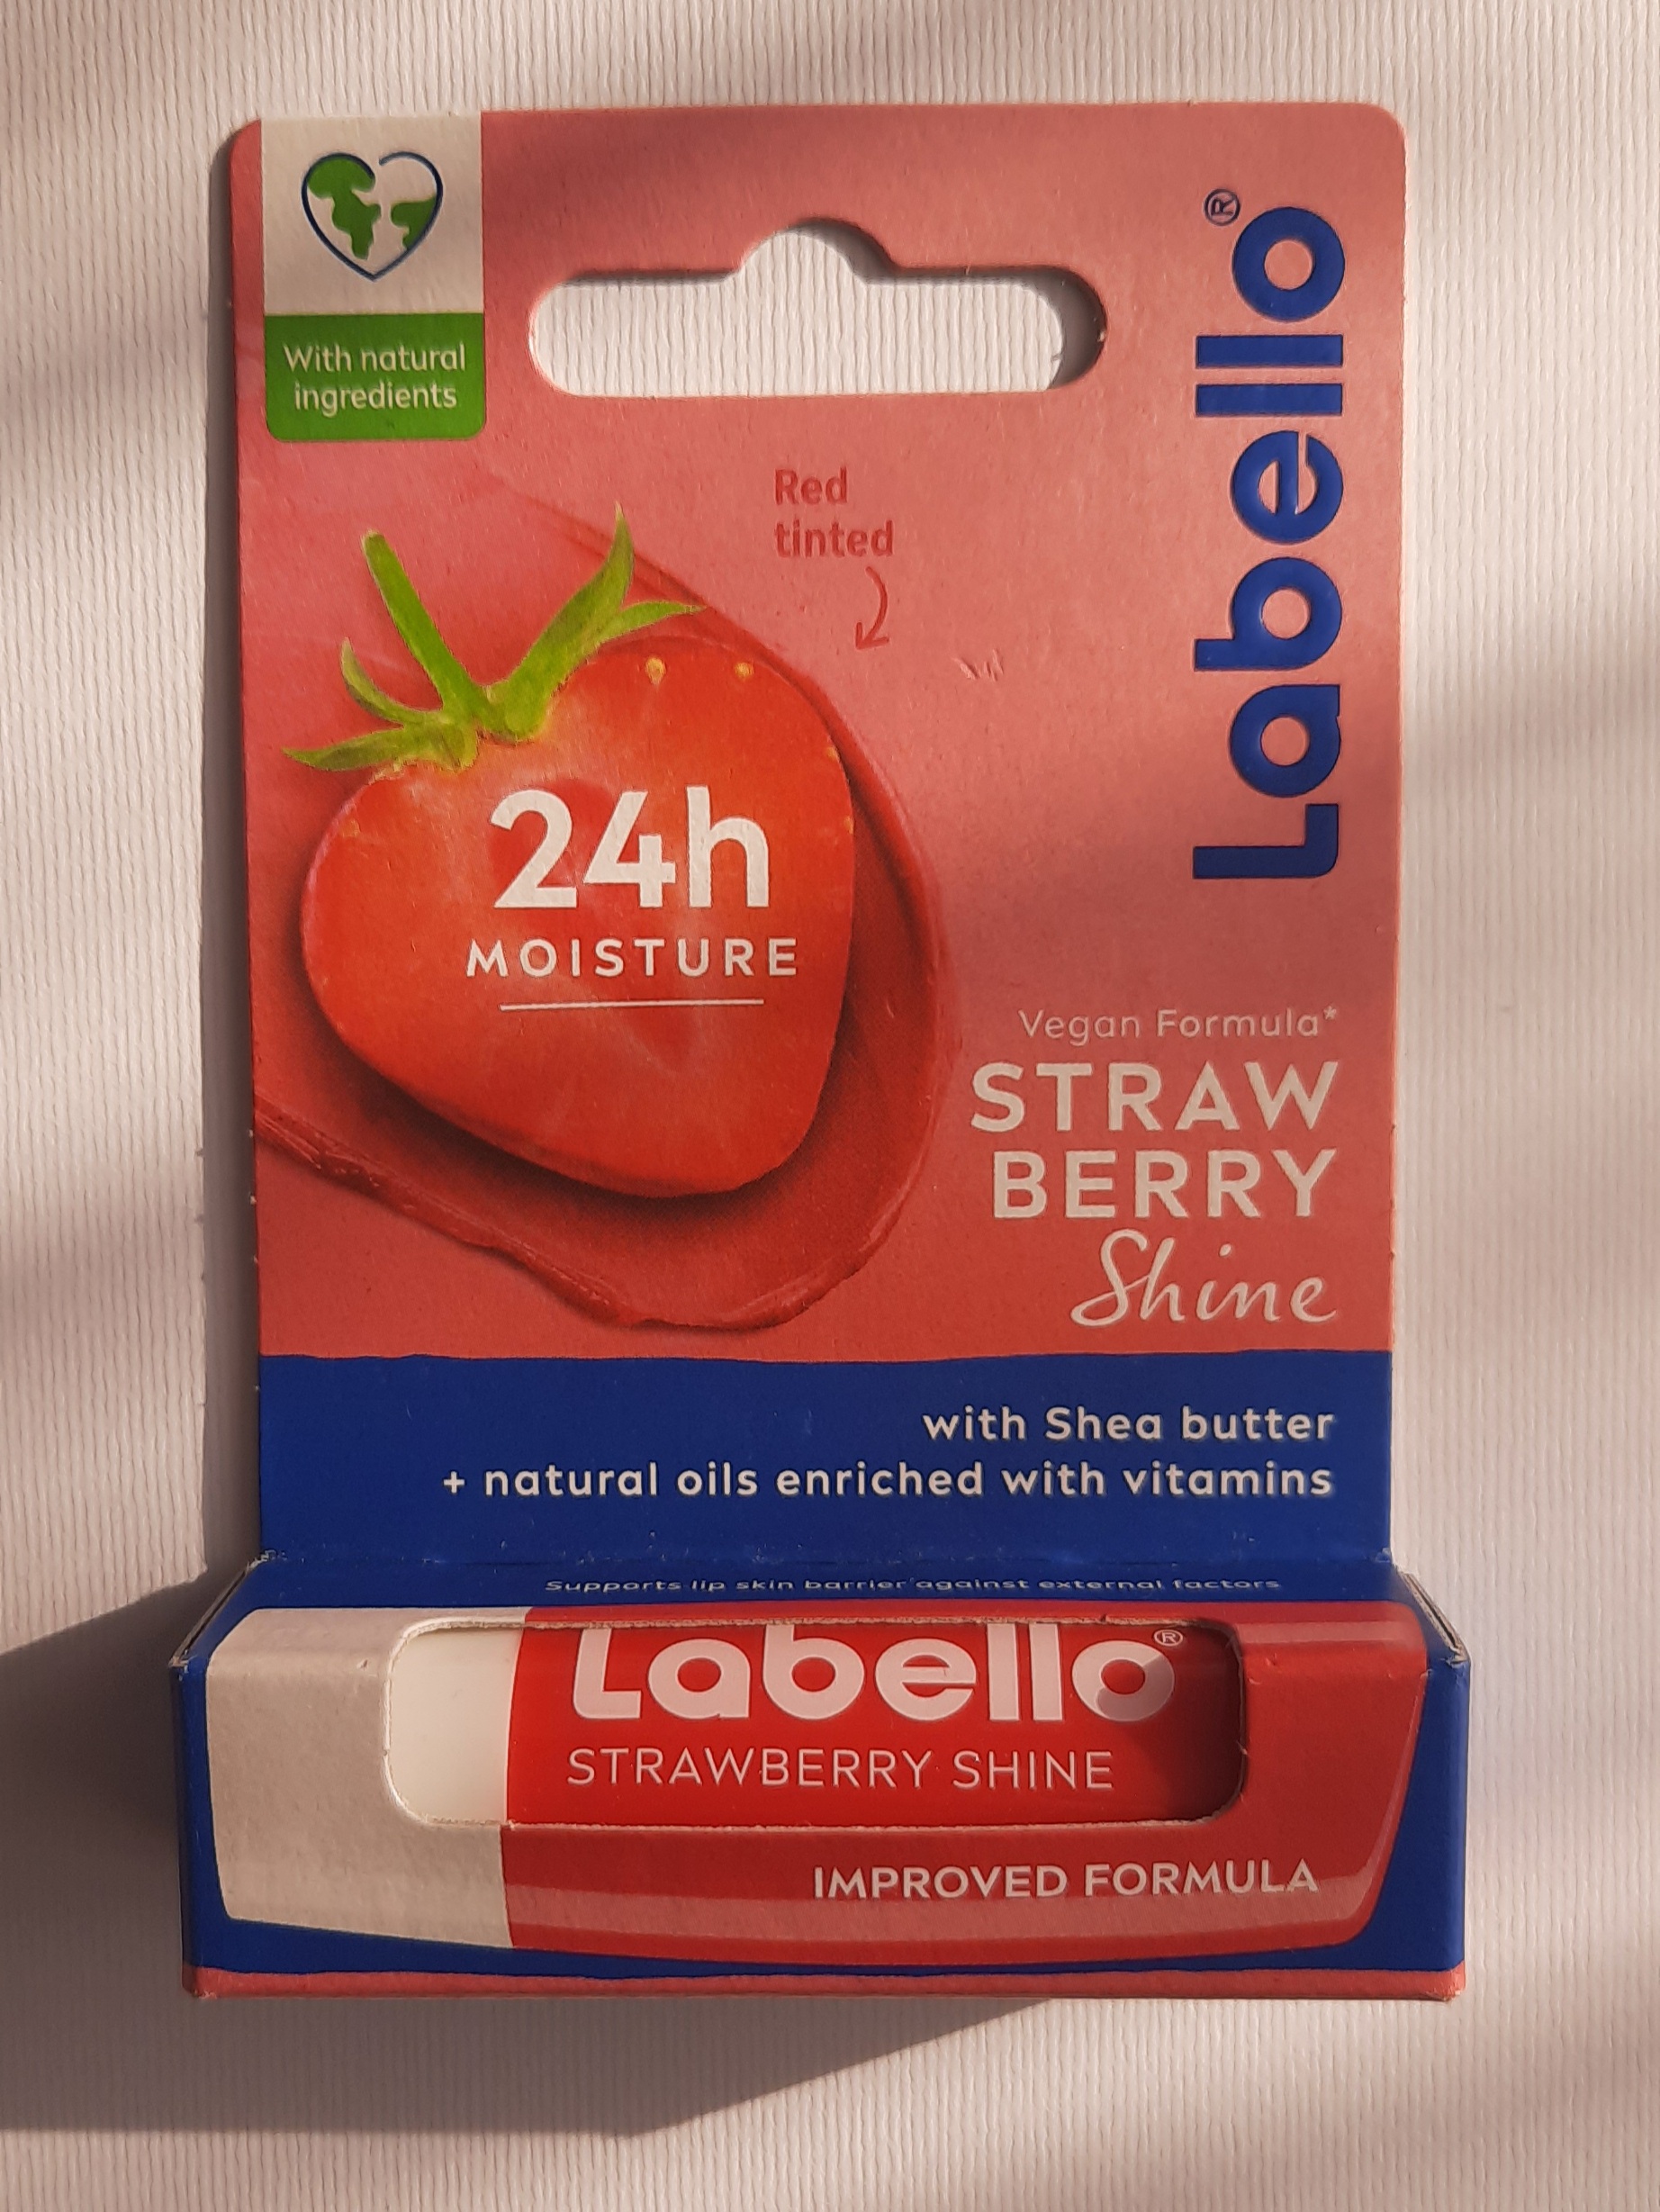 With natural
ingredients
Labello®
Red
tinted
24h
MOISTURE
Vegan Formula*
STRAW
BERRY
Shine
with Shea butter
+ natural oils enriched with vitamins
Supports lip skin barrier against external factors
Labello®
STRAWBERRY SHINE
IMPROVED FORMULA